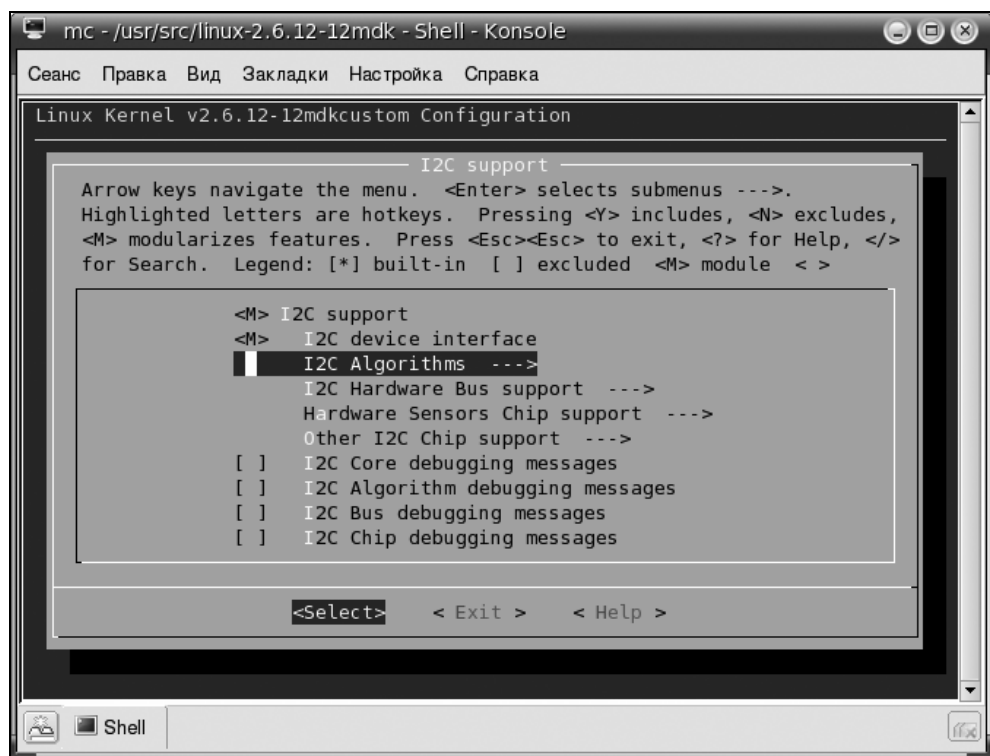 mc - /usr/src/linux-2.6.12-12mdk - Shell - Konsole
Сеанс Правка Вид Закладки Настройка Справка
Linux Kernel v2.6.12-12mdkcustom Configuration
I2C support
Arrow keys navigate the menu. <Enter> selects submenus --->.
Highlighted letters are hotkeys. Pressing <Y> includes, <N> excludes,
<M> modularizes features. Press <Esc><Esc> to exit, <?> for Help, </>
for Search. Legend: [*] built-in [ ] excluded <M> module < >
<M> I2C support
<M> I2C device interface
I2C Algorithms --->
I2C Hardware Bus support --->
Hardware Sensors Chip support --->
Other I2C Chip support --->
[ ] I2C Core debugging messages
[ ] I2C Algorithm debugging messages
[ ] I2C Bus debugging messages
[ ] I2C Chip debugging messages
<Select> < Exit > < Help >
Shell